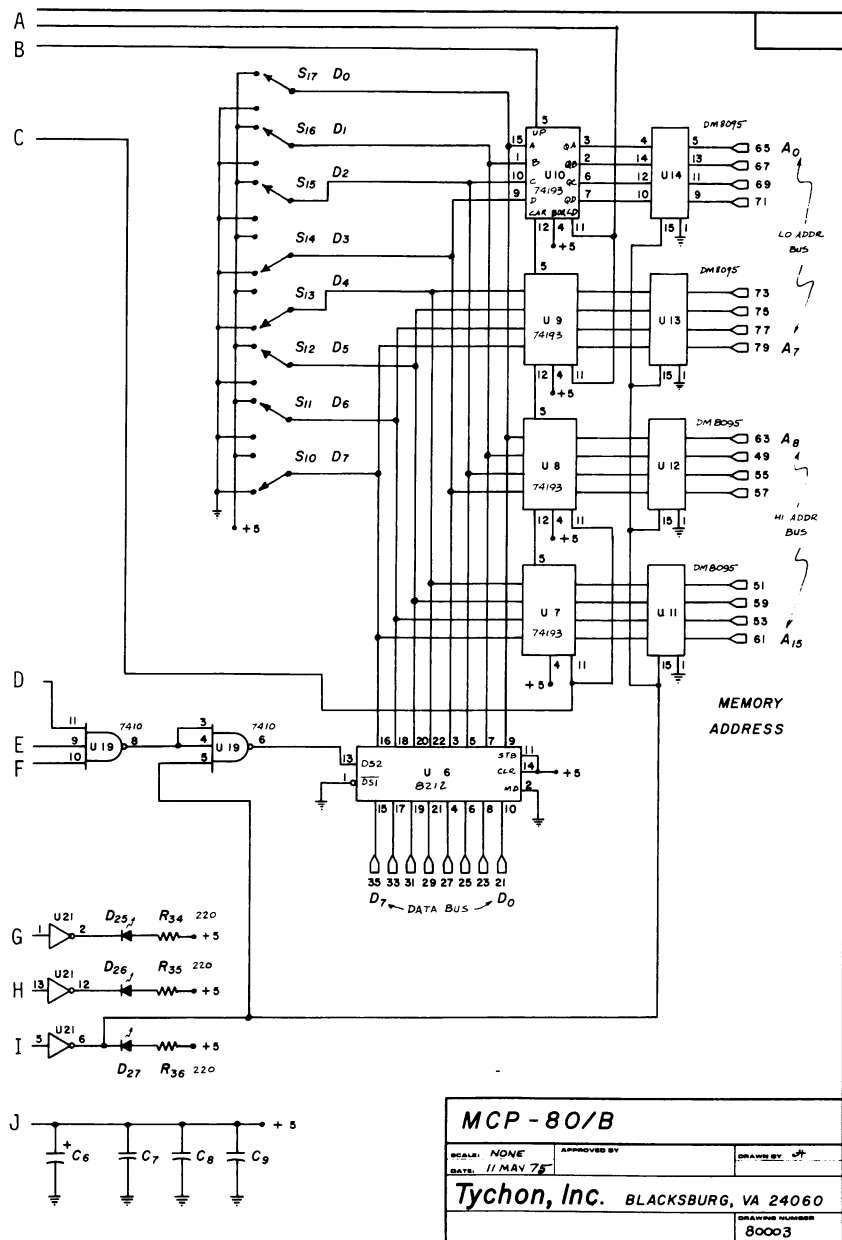 A
B
C
D
E
F
G
H
I
J
S17 D0
S16 D1
S15 D2
S14 D3
S13 D4
S12 D5
S11 D6
S10 D7
+5
5
UP
15 A QA 3
1 B QB 2
10 C U10 QC 6
9 D 74193 QD 7
CAR BOR LD
12 4 11
+5
DM8095
4 5
14 U14 13
12 11
10 9
15 1
65 A0
67
69
71
LO ADDR
BUS
5
U 9
74193
12 4 11
+5
DM8095
U 13
15 1
73
75
77
79 A7
5
U 8
74193
12 4 11
+5
DM8095
U 12
15 1
63 A8
49
55
57
HI ADDR
BUS
5
U 7
74193
4 11
+5
DM8095
U 11
15 1
51
59
53
61 A15
MEMORY
ADDRESS
11 7410
9 U 19 8
10
3 7410
4 U 19 6
5
16 18 20 22 3 5 7 9
13 DS2 STB 11
1 DS1 U 6 CLR 14 +5
8212 MD 2
15 17 19 21 4 6 8 10
35 33 31 29 27 25 23 21
D7 DATA BUS D0
U21 D25 R34 220
1 2 +5
U21 D26 R35 220
13 12 +5
U21
5 6 +5
D27 R36 220
+ 5
+ C6 C7 C8 C9
MCP-80/B
SCALE: NONE APPROVED BY DRAWN BY
DATE: 11 MAY 75
Tychon, Inc. BLACKSBURG, VA 24060
DRAWING NUMBER
80003